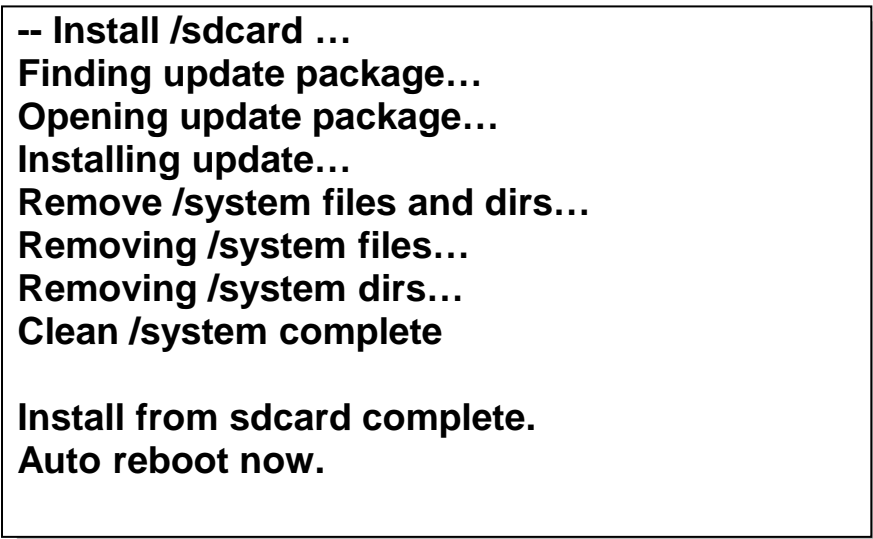 -- Install /sdcard …
Finding update package…
Opening update package…
Installing update…
Remove /system files and dirs…
Removing /system files…
Removing /system dirs…
Clean /system complete
Install from sdcard complete.
Auto reboot now.